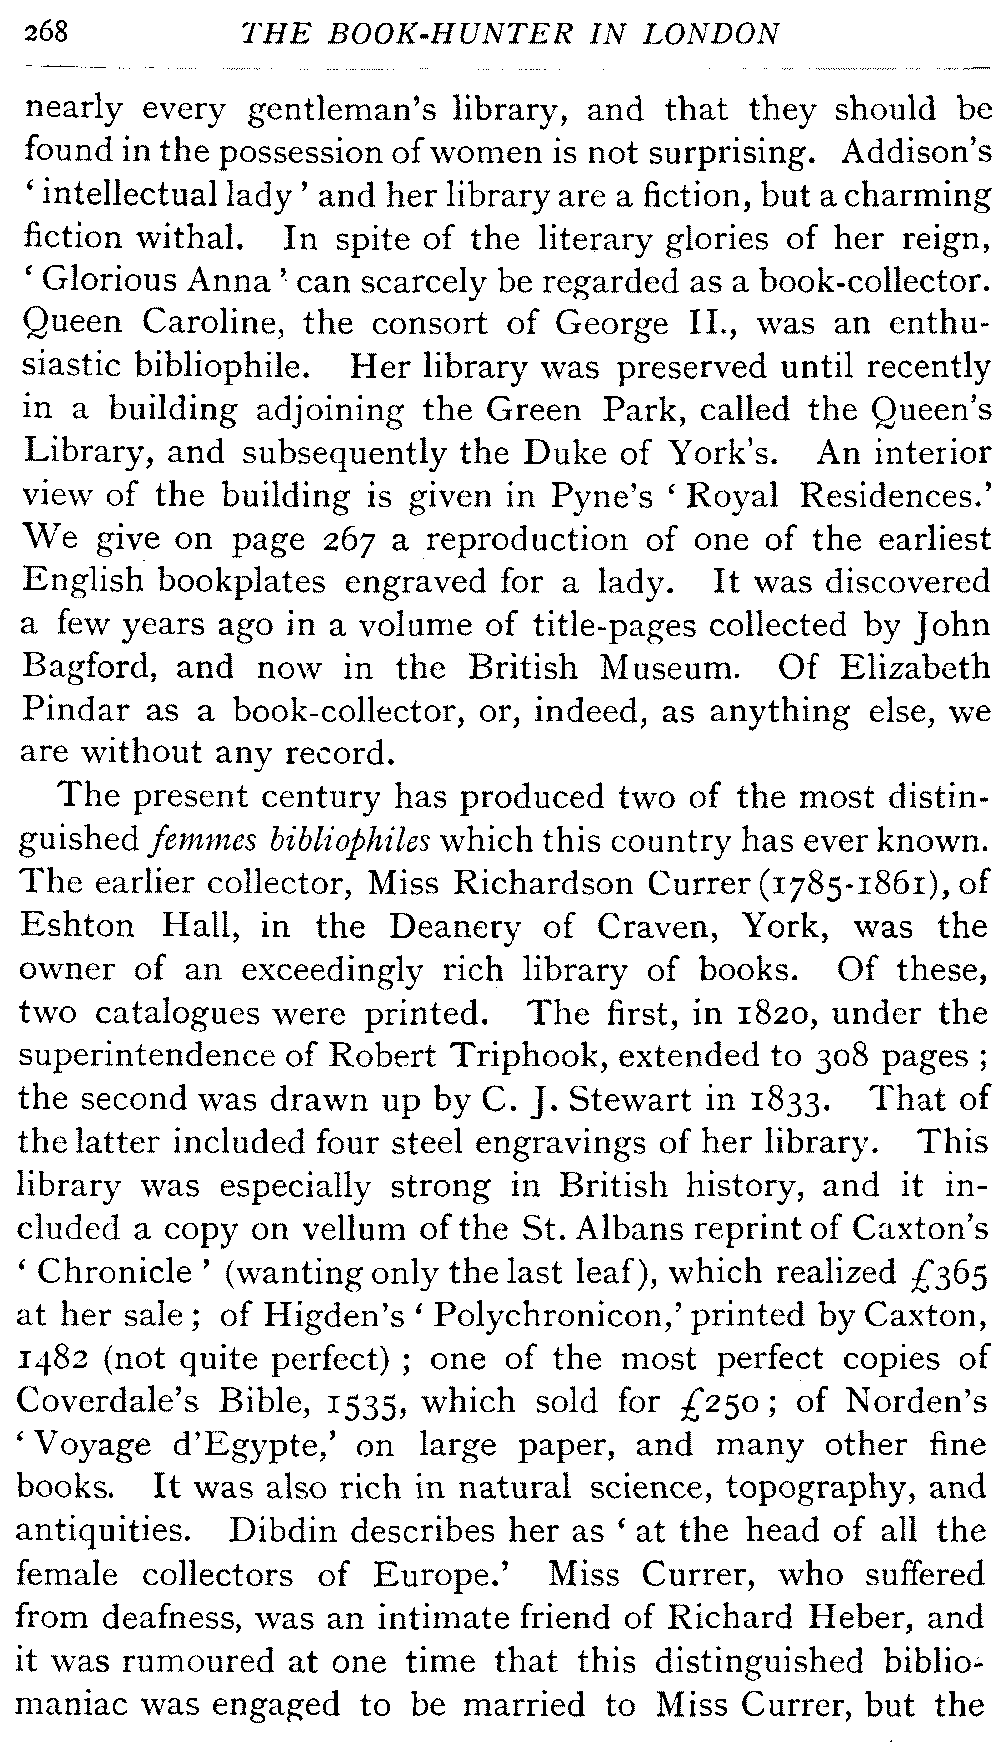 268 THE BOOK-HUNTER IN LONDON
nearly every gentleman's library, and that they should be
found in the possession of women is not surprising. Addison's
‘ intellectual lady ’ and her library are a fiction, but a charming
fiction withal. In spite of the literary glories of her reign,
‘ Glorious Anna ’ can scarcely be regarded as a book-collector.
Queen Caroline, the consort of George II., was an enthu-
siastic bibliophile. Her library was preserved until recently
in a building adjoining the Green Park, called the Queen's
Library, and subsequently the Duke of York's. An interior
view of the building is given in Pyne's ‘ Royal Residences.’
We give on page 267 a reproduction of one of the earliest
English bookplates engraved for a lady. It was discovered
a few years ago in a volume of title-pages collected by John
Bagford, and now in the British Museum. Of Elizabeth
Pindar as a book-collector, or, indeed, as anything else, we
are without any record.
The present century has produced two of the most distin-
guished femmes bibliophiles which this country has ever known.
The earlier collector, Miss Richardson Currer (1785-1861), of
Eshton Hall, in the Deanery of Craven, York, was the
owner of an exceedingly rich library of books. Of these,
two catalogues were printed. The first, in 1820, under the
superintendence of Robert Triphook, extended to 308 pages ;
the second was drawn up by C. J. Stewart in 1833. That of
the latter included four steel engravings of her library. This
library was especially strong in British history, and it in-
cluded a copy on vellum of the St. Albans reprint of Caxton's
‘ Chronicle ’ (wanting only the last leaf), which realized £365
at her sale ; of Higden's ‘ Polychronicon,’ printed by Caxton,
1482 (not quite perfect) ; one of the most perfect copies of
Coverdale's Bible, 1535, which sold for £250 ; of Norden's
‘ Voyage d'Egypte,’ on large paper, and many other fine
books. It was also rich in natural science, topography, and
antiquities. Dibdin describes her as ‘ at the head of all the
female collectors of Europe.’ Miss Currer, who suffered
from deafness, was an intimate friend of Richard Heber, and
it was rumoured at one time that this distinguished biblio-
maniac was engaged to be married to Miss Currer, but the